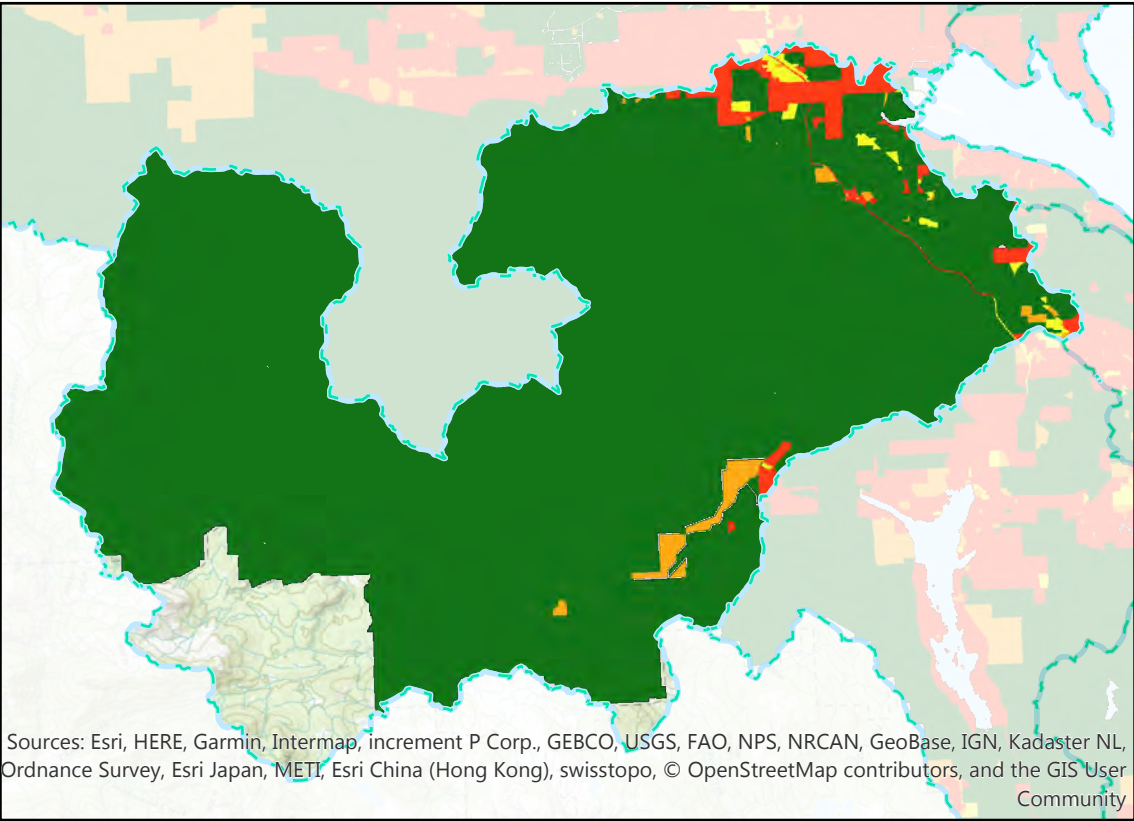 Sources: Esri, HERE, Garmin, Intermap, increment P Corp., GEBCO, USGS, FAO, NPS, NRCAN, GeoBase, IGN, Kadaster NL,
Ordnance Survey, Esri Japan, METI, Esri China (Hong Kong), swisstopo, © OpenStreetMap contributors, and the GIS User
Community